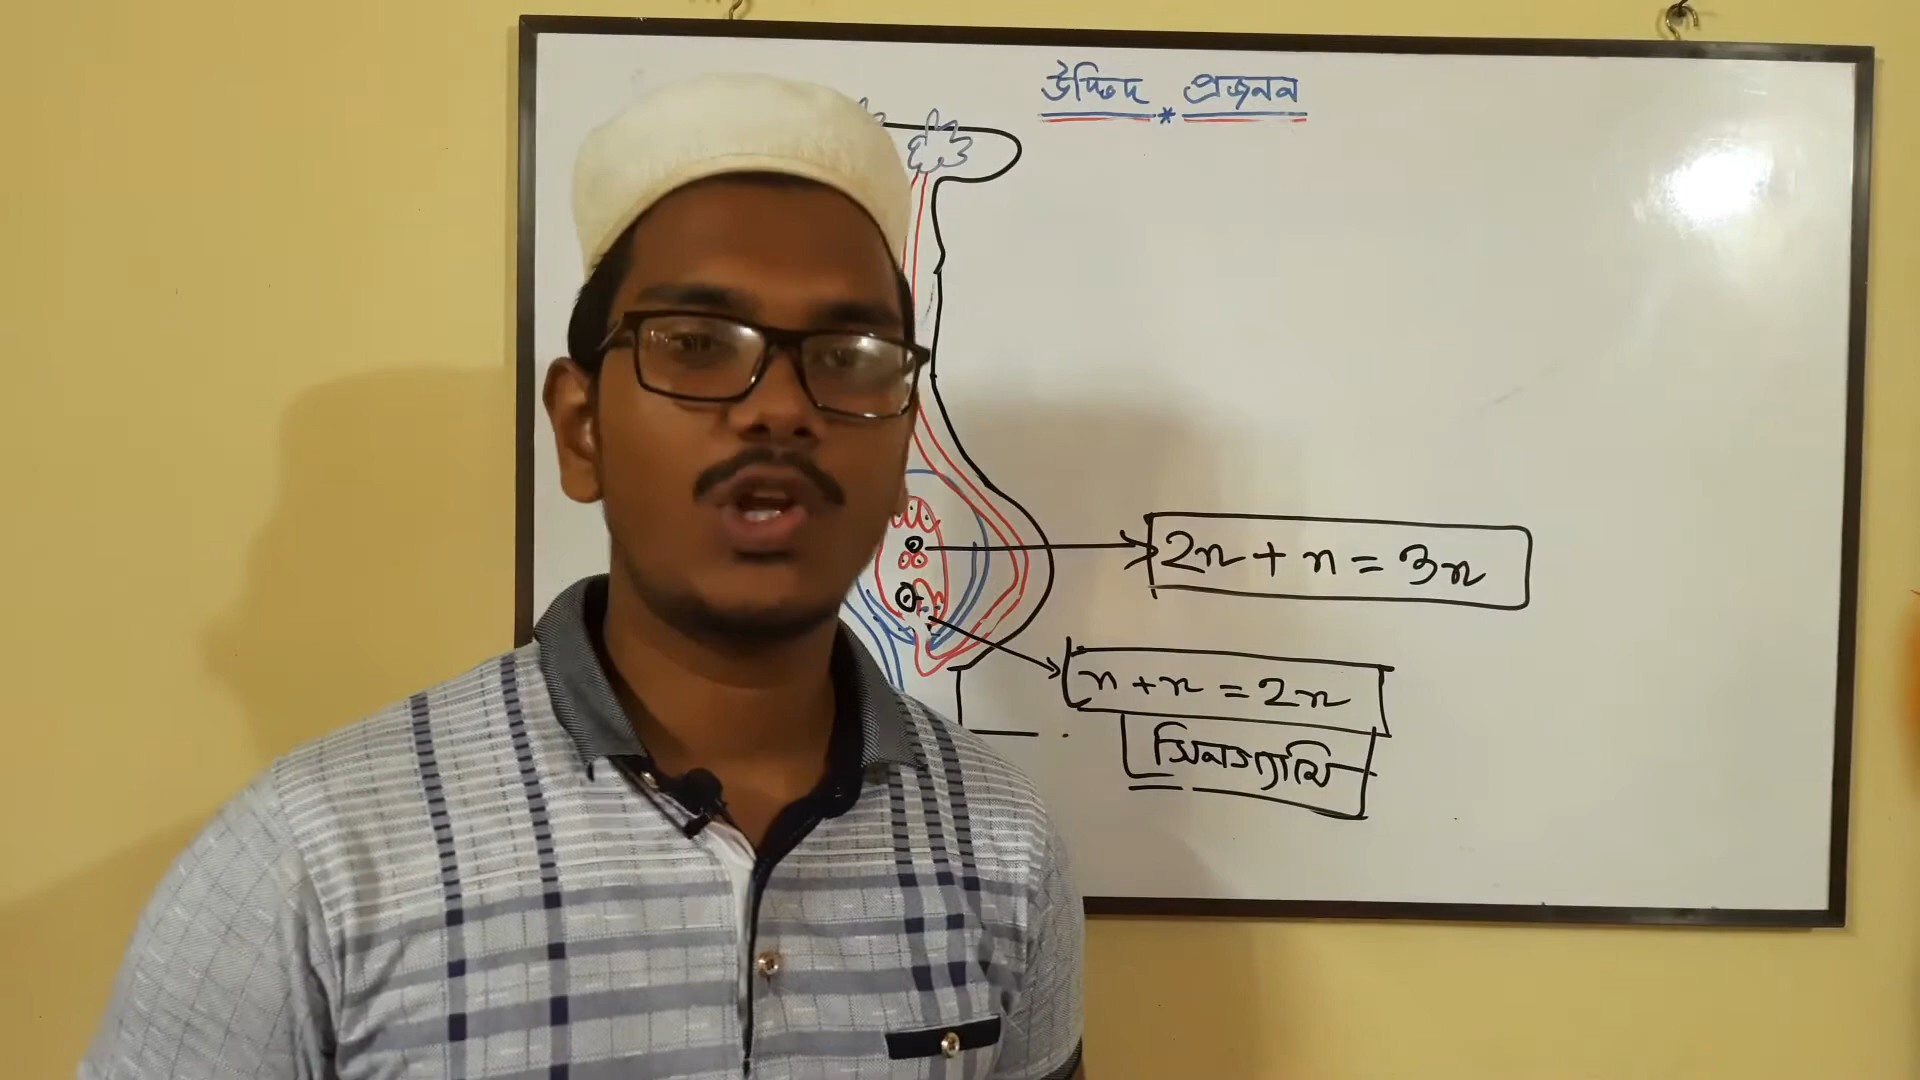 উদ্ভিদ * প্রজনন
2n + n = 3n
n + n = 2n
সিনগ্যামি